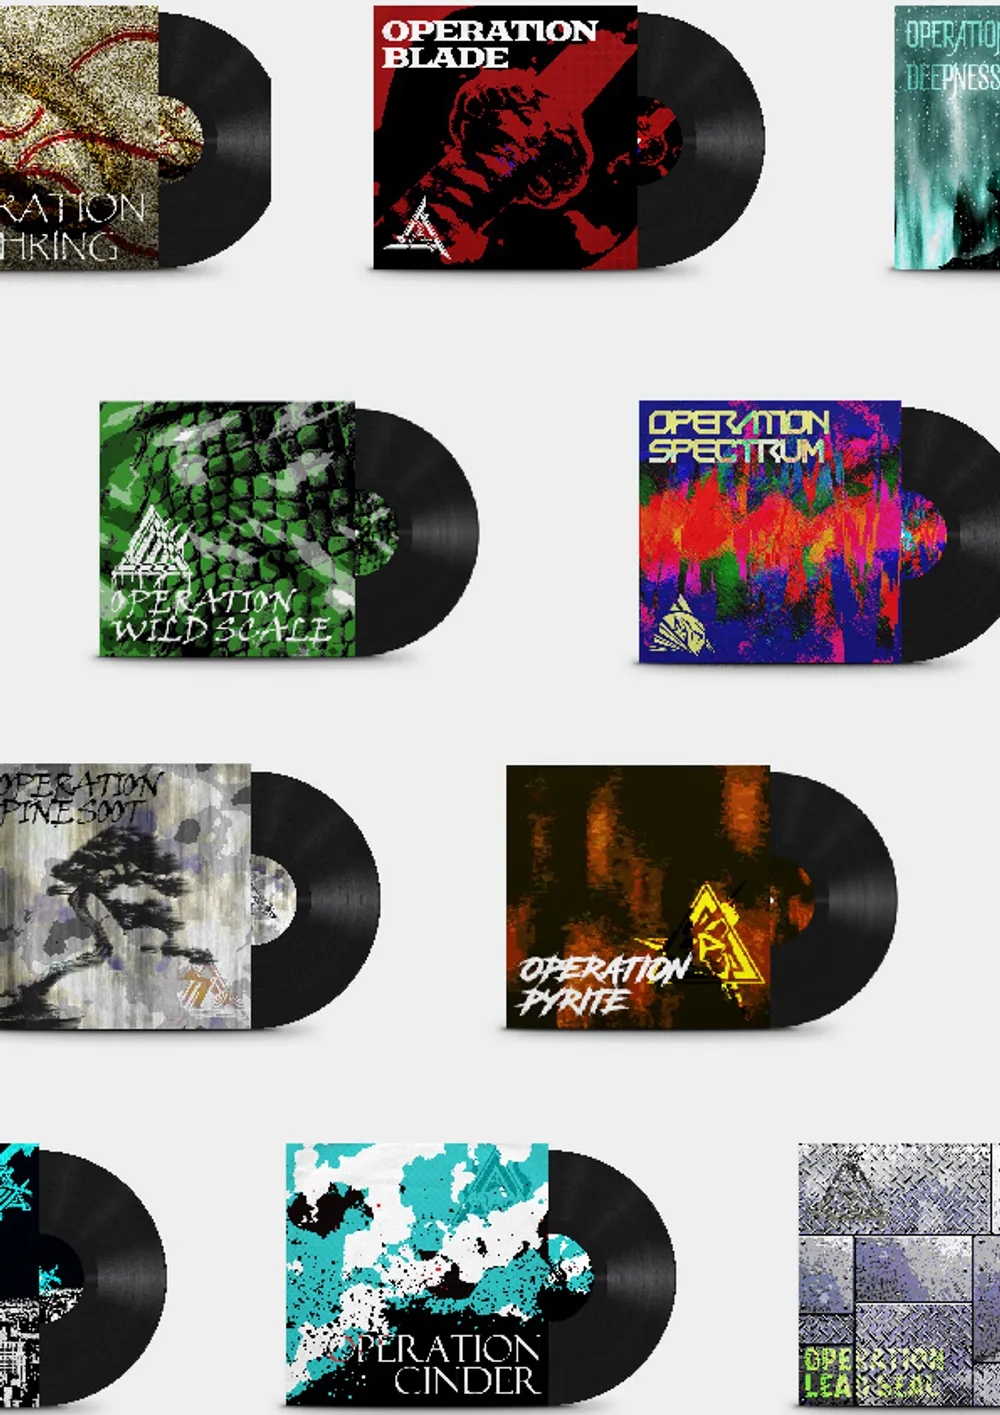 OPERATION
BLADE
RATION
HRING
OPERATIO
DEEPNESS
OPERATION
WILD SCALE
OPERATION
SPECTRUM
OPERATION
PINE SOOT
OPERATION
PYRITE
OPERATION
CINDER
OPERATION
LEAD SEAL